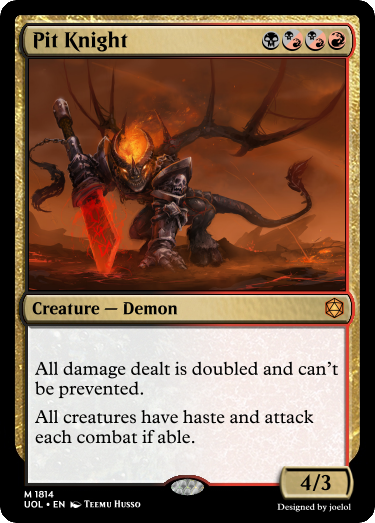 Pit Knight
Creature — Demon
All damage dealt is doubled and can't
be prevented.
All creatures have haste and attack
each combat if able.
4/3
M 1814
UOL • EN Teemu Husso
Designed by joelol